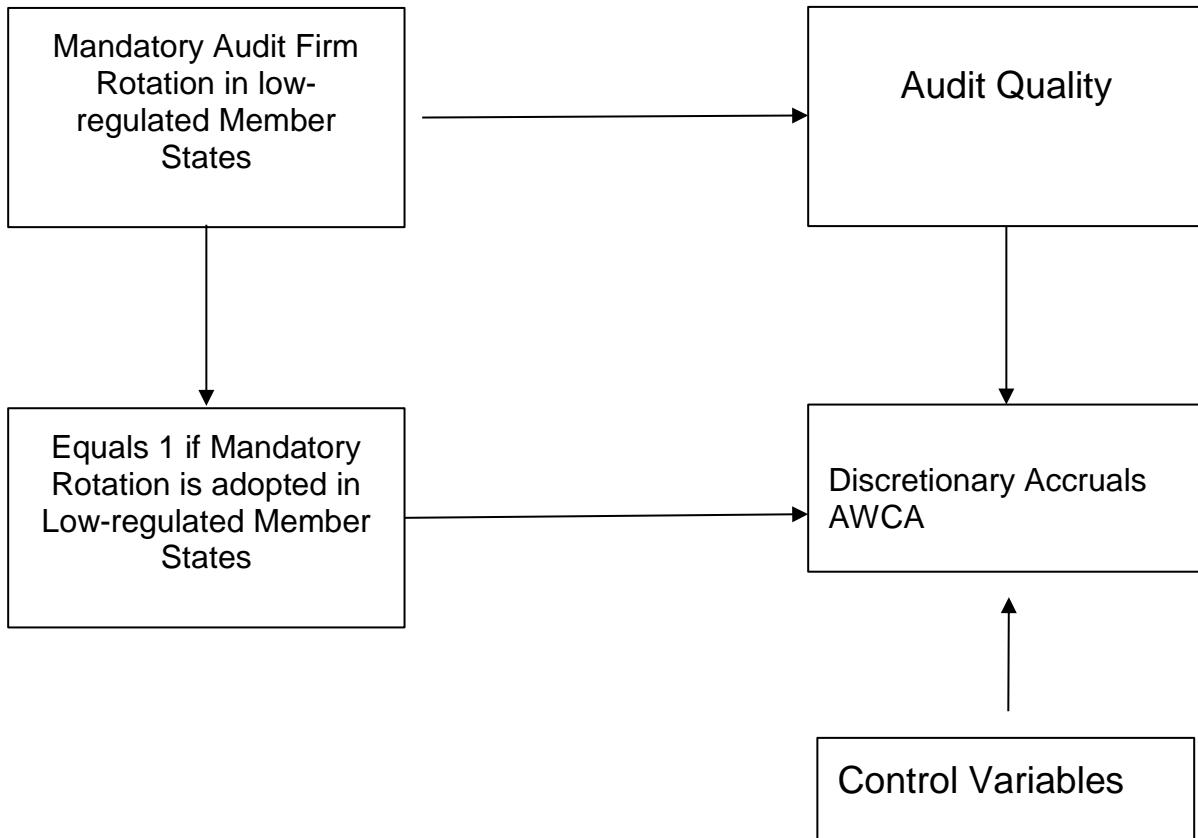 Mandatory Audit Firm
Rotation in low-
regulated Member
States
Audit Quality
Equals 1 if Mandatory
Rotation is adopted in
Low-regulated Member
States
Discretionary Accruals
AWCA
Control Variables